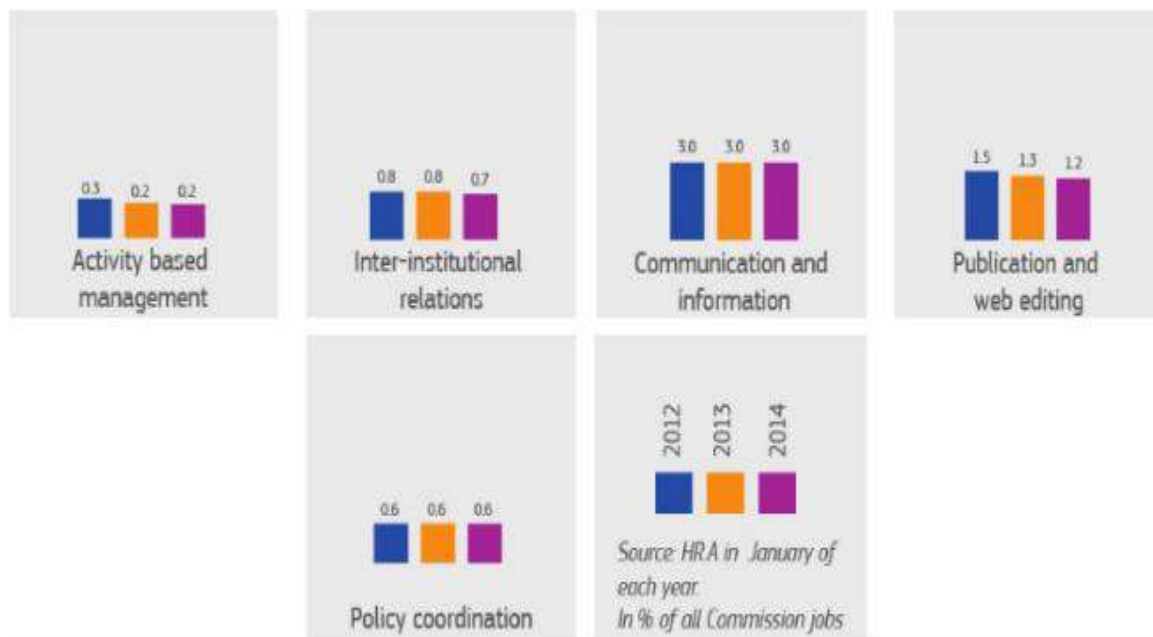 0.3 0.2 0.2
Activity based
management
0.8 0.8 0.7
Inter-institutional
relations
3.0 3.0 3.0
Communication and
information
1.5 1.3 1.2
Publication and
web editing
0.6 0.6 0.6
Policy coordination
2012 2013 2014
Source: HRA in January of
each year.
In % of all Commission jobs